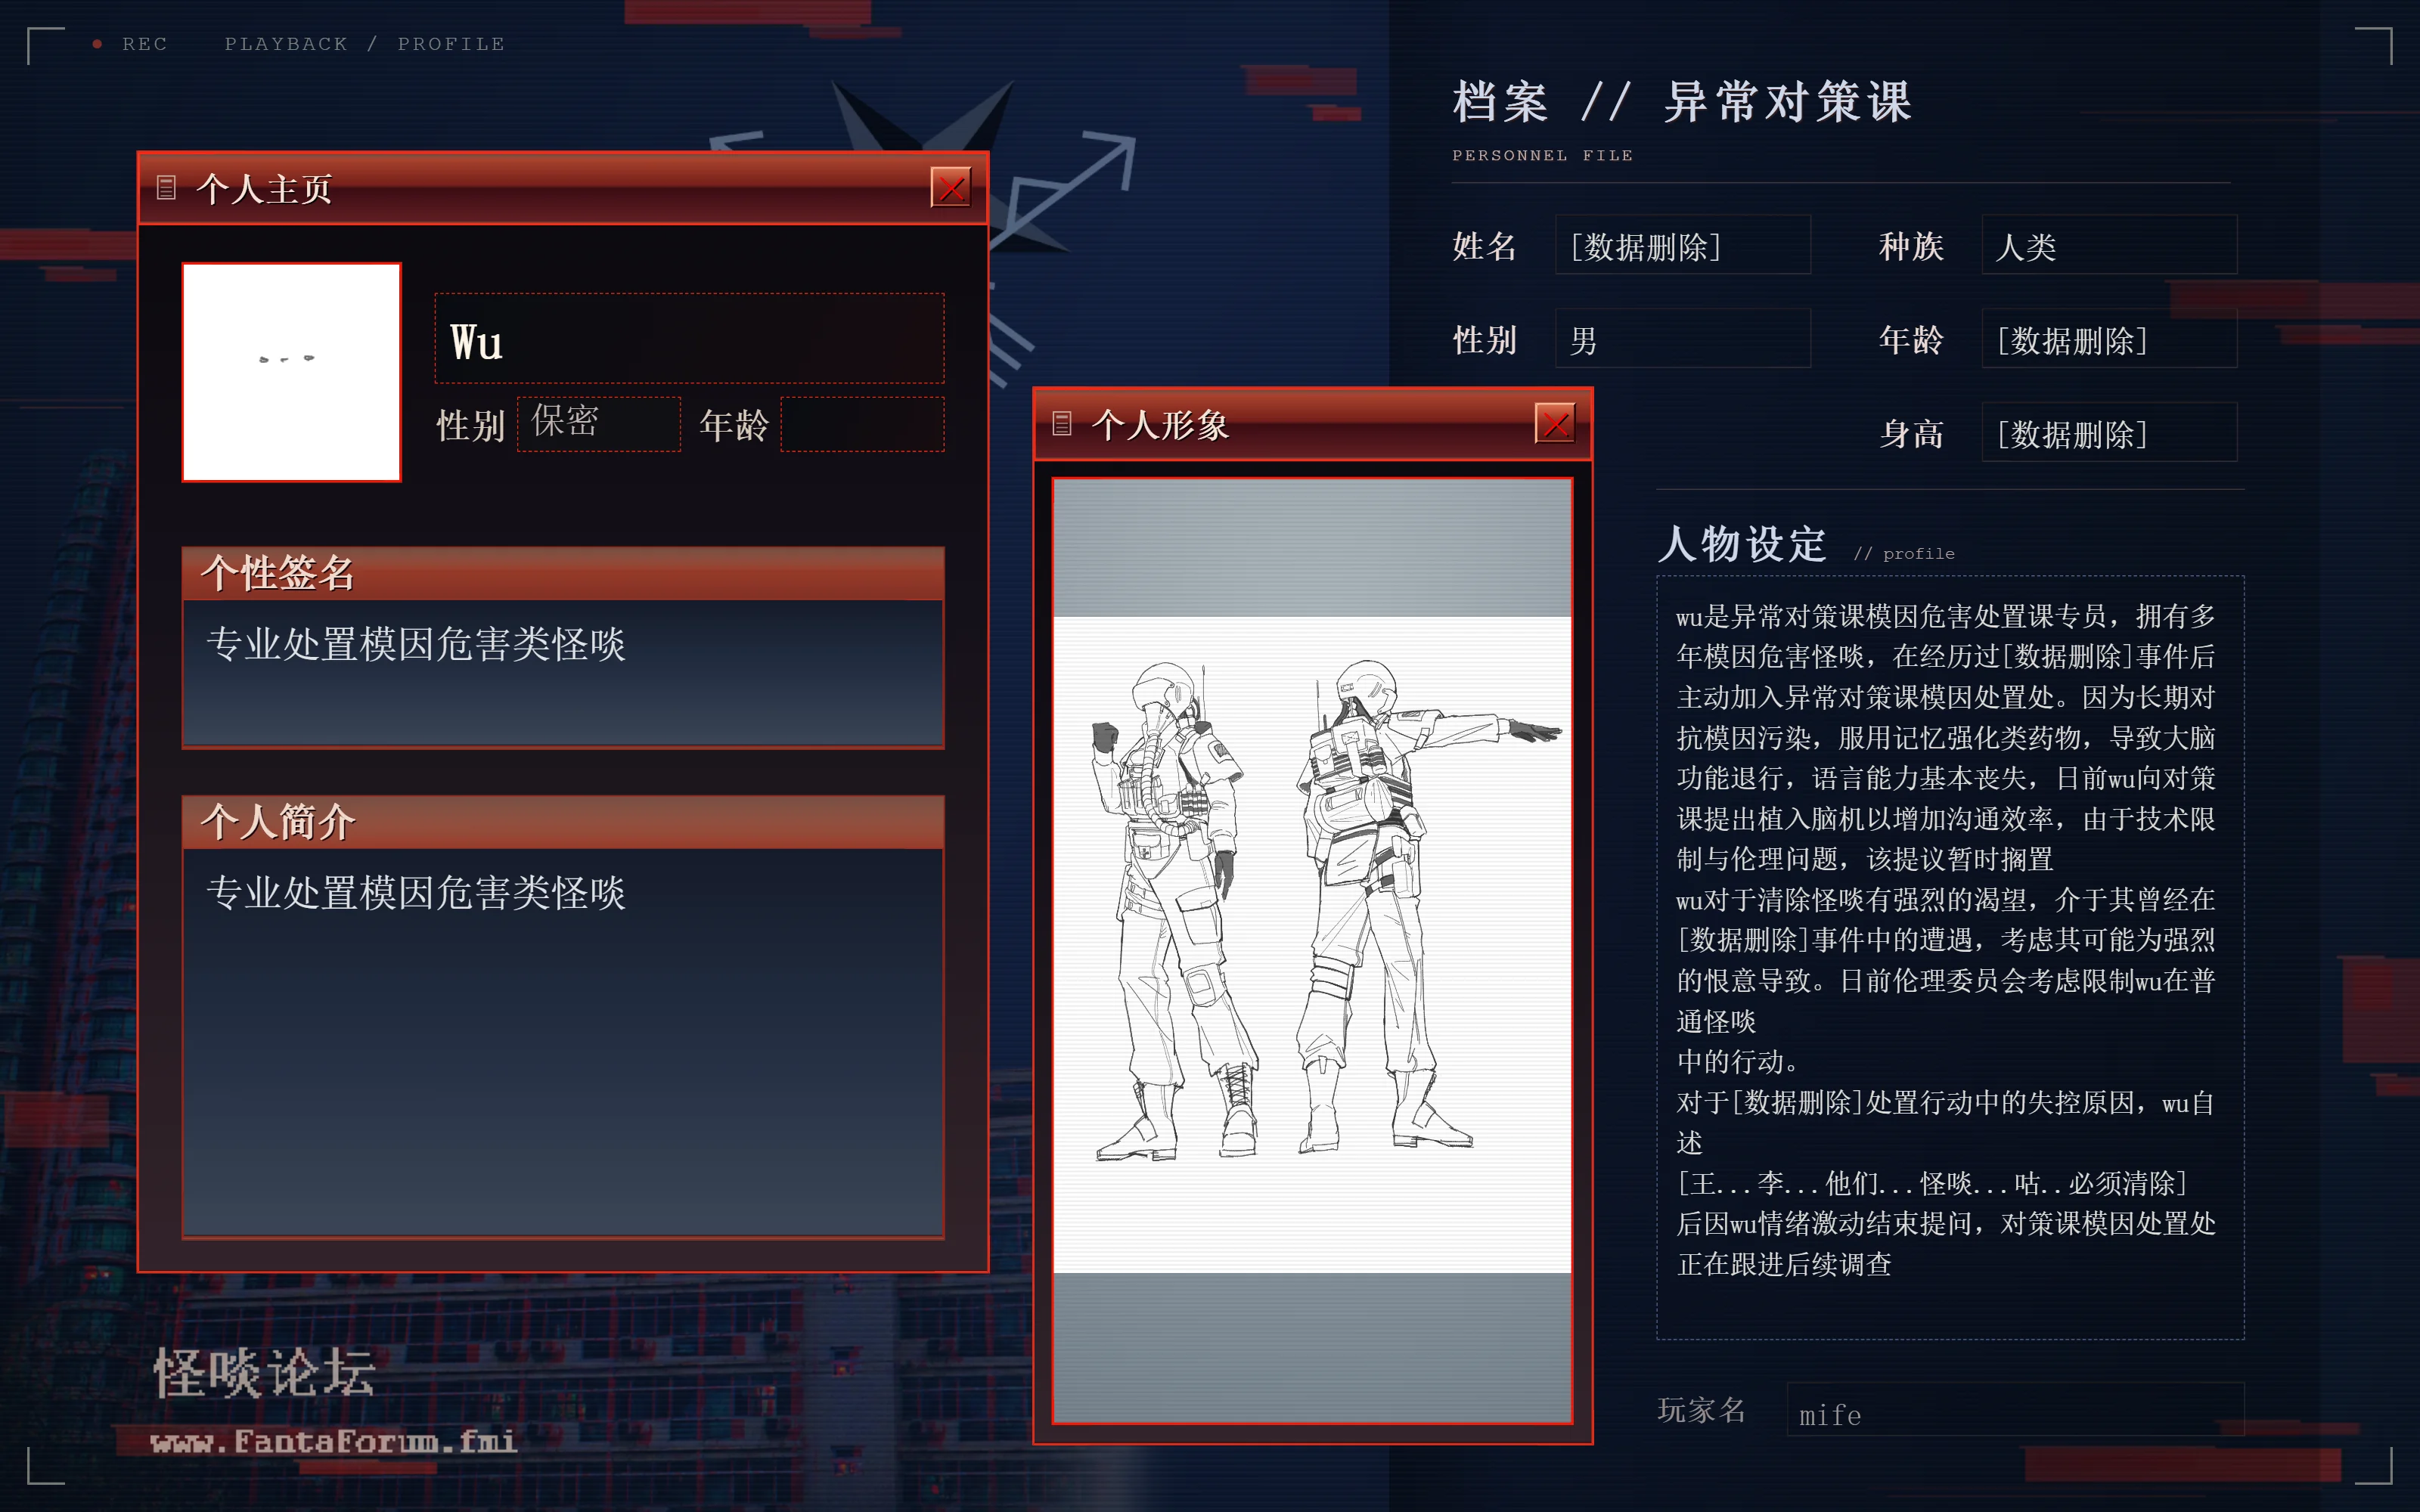 REC PLAYBACK / PROFILE
个人主页
Wu
性别 保密 年龄
个性签名
专业处置模因危害类怪啖
个人简介
专业处置模因危害类怪啖
怪啖论坛
www.FantaForum.fmi
个人形象
档案 // 异常对策课
PERSONNEL FILE
姓名 [数据删除] 种族 人类
性别 男 年龄 [数据删除]
身高 [数据删除]
人物设定 // profile
wu是异常对策课模因危害处置课专员，拥有多
年模因危害怪啖，在经历过[数据删除]事件后
主动加入异常对策课模因处置处。因为长期对
抗模因污染，服用记忆强化类药物，导致大脑
功能退行，语言能力基本丧失，日前wu向对策
课提出植入脑机以增加沟通效率，由于技术限
制与伦理问题，该提议暂时搁置
wu对于清除怪啖有强烈的渴望，介于其曾经在
[数据删除]事件中的遭遇，考虑其可能为强烈
的恨意导致。日前伦理委员会考虑限制wu在普
通怪啖
中的行动。
对于[数据删除]处置行动中的失控原因，wu自
述
[王...李...他们...怪啖...咕..必须清除]
后因wu情绪激动结束提问，对策课模因处置处
正在跟进后续调查
玩家名 mife